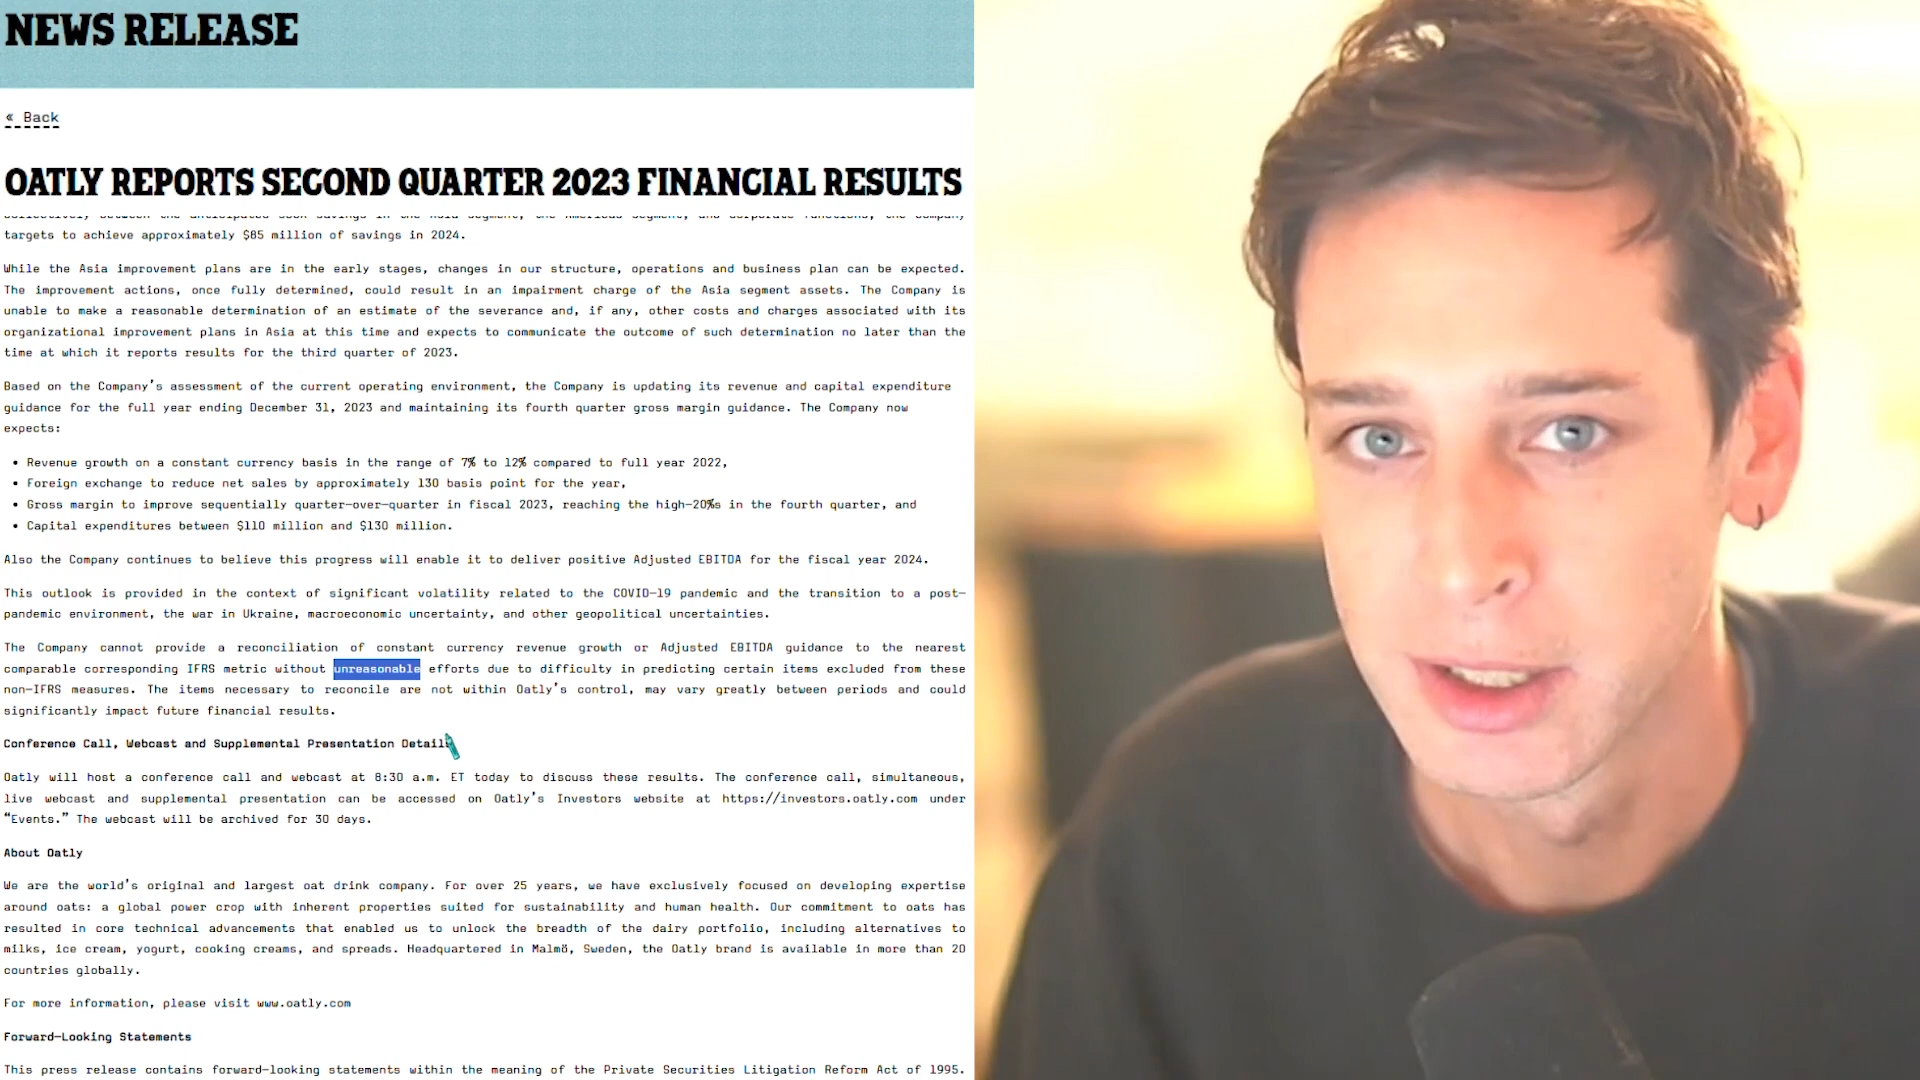 NEWS RELEASE
« Back
OATLY REPORTS SECOND QUARTER 2023 FINANCIAL RESULTS
collectively between the anticipated such savings in the Asia segment, the Americas segment, and corporate functions, the Company
targets to achieve approximately $85 million of savings in 2024.
While the Asia improvement plans are in the early stages, changes in our structure, operations and business plan can be expected.
The improvement actions, once fully determined, could result in an impairment charge of the Asia segment assets. The Company is
unable to make a reasonable determination of an estimate of the severance and, if any, other costs and charges associated with its
organizational improvement plans in Asia at this time and expects to communicate the outcome of such determination no later than the
time at which it reports results for the third quarter of 2023.
Based on the Company's assessment of the current operating environment, the Company is updating its revenue and capital expenditure
guidance for the full year ending December 31, 2023 and maintaining its fourth quarter gross margin guidance. The Company now
expects:
• Revenue growth on a constant currency basis in the range of 7% to 12% compared to full year 2022,
• Foreign exchange to reduce net sales by approximately 130 basis point for the year,
• Gross margin to improve sequentially quarter-over-quarter in fiscal 2023, reaching the high-20%s in the fourth quarter, and
• Capital expenditures between $110 million and $130 million.
Also the Company continues to believe this progress will enable it to deliver positive Adjusted EBITDA for the fiscal year 2024.
This outlook is provided in the context of significant volatility related to the COVID-19 pandemic and the transition to a post-
pandemic environment, the war in Ukraine, macroeconomic uncertainty, and other geopolitical uncertainties.
The Company cannot provide a reconciliation of constant currency revenue growth or Adjusted EBITDA guidance to the nearest
comparable corresponding IFRS metric without unreasonable efforts due to difficulty in predicting certain items excluded from these
non-IFRS measures. The items necessary to reconcile are not within Oatly's control, may vary greatly between periods and could
significantly impact future financial results.
Conference Call, Webcast and Supplemental Presentation Details
Oatly will host a conference call and webcast at 8:30 a.m. ET today to discuss these results. The conference call, simultaneous,
live webcast and supplemental presentation can be accessed on Oatly's Investors website at https://investors.oatly.com under
“Events.” The webcast will be archived for 30 days.
About Oatly
We are the world's original and largest oat drink company. For over 25 years, we have exclusively focused on developing expertise
around oats: a global power crop with inherent properties suited for sustainability and human health. Our commitment to oats has
resulted in core technical advancements that enabled us to unlock the breadth of the dairy portfolio, including alternatives to
milks, ice cream, yogurt, cooking creams, and spreads. Headquartered in Malmö, Sweden, the Oatly brand is available in more than 20
countries globally.
For more information, please visit www.oatly.com
Forward-Looking Statements
This press release contains forward-looking statements within the meaning of the Private Securities Litigation Reform Act of 1995.